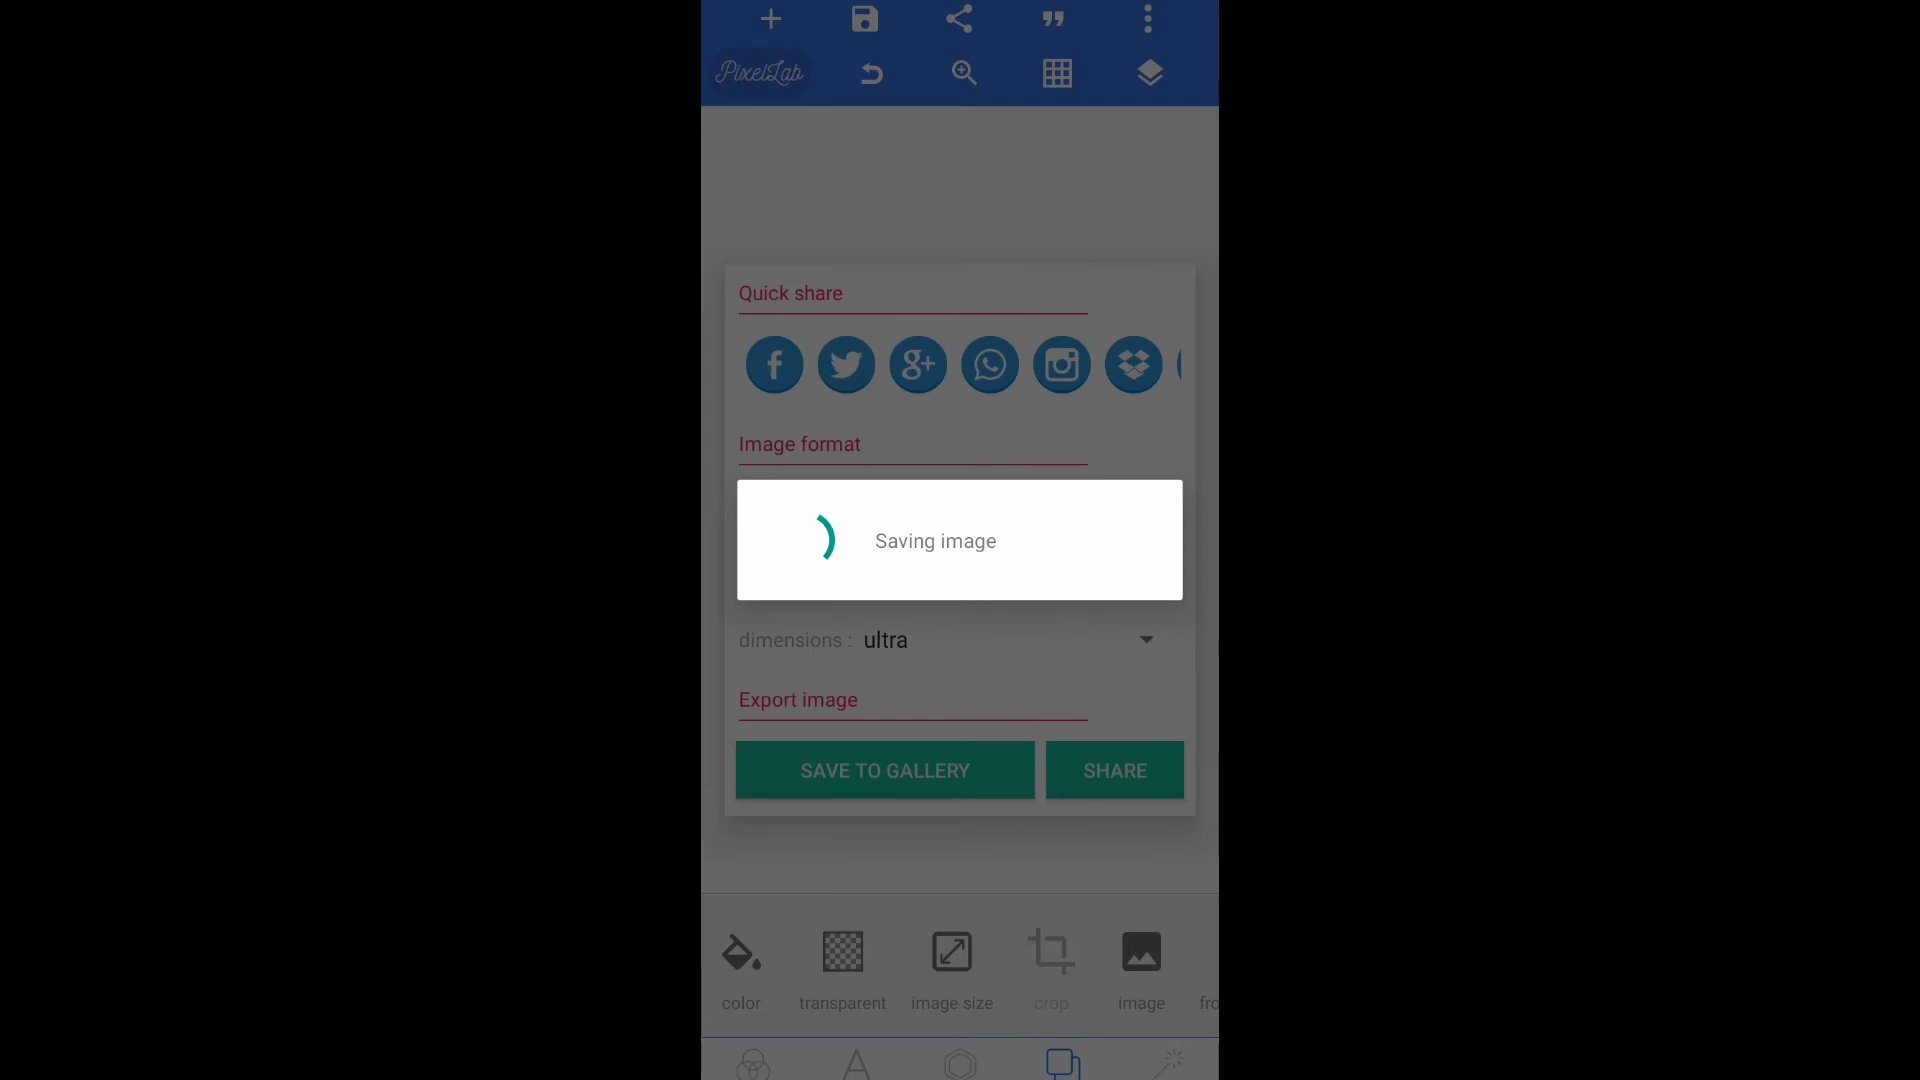 PixelLab
Quick share
Image format
Saving image
dimensions : ultra
Export image
SAVE TO GALLERY SHARE
color transparent image size crop image fro